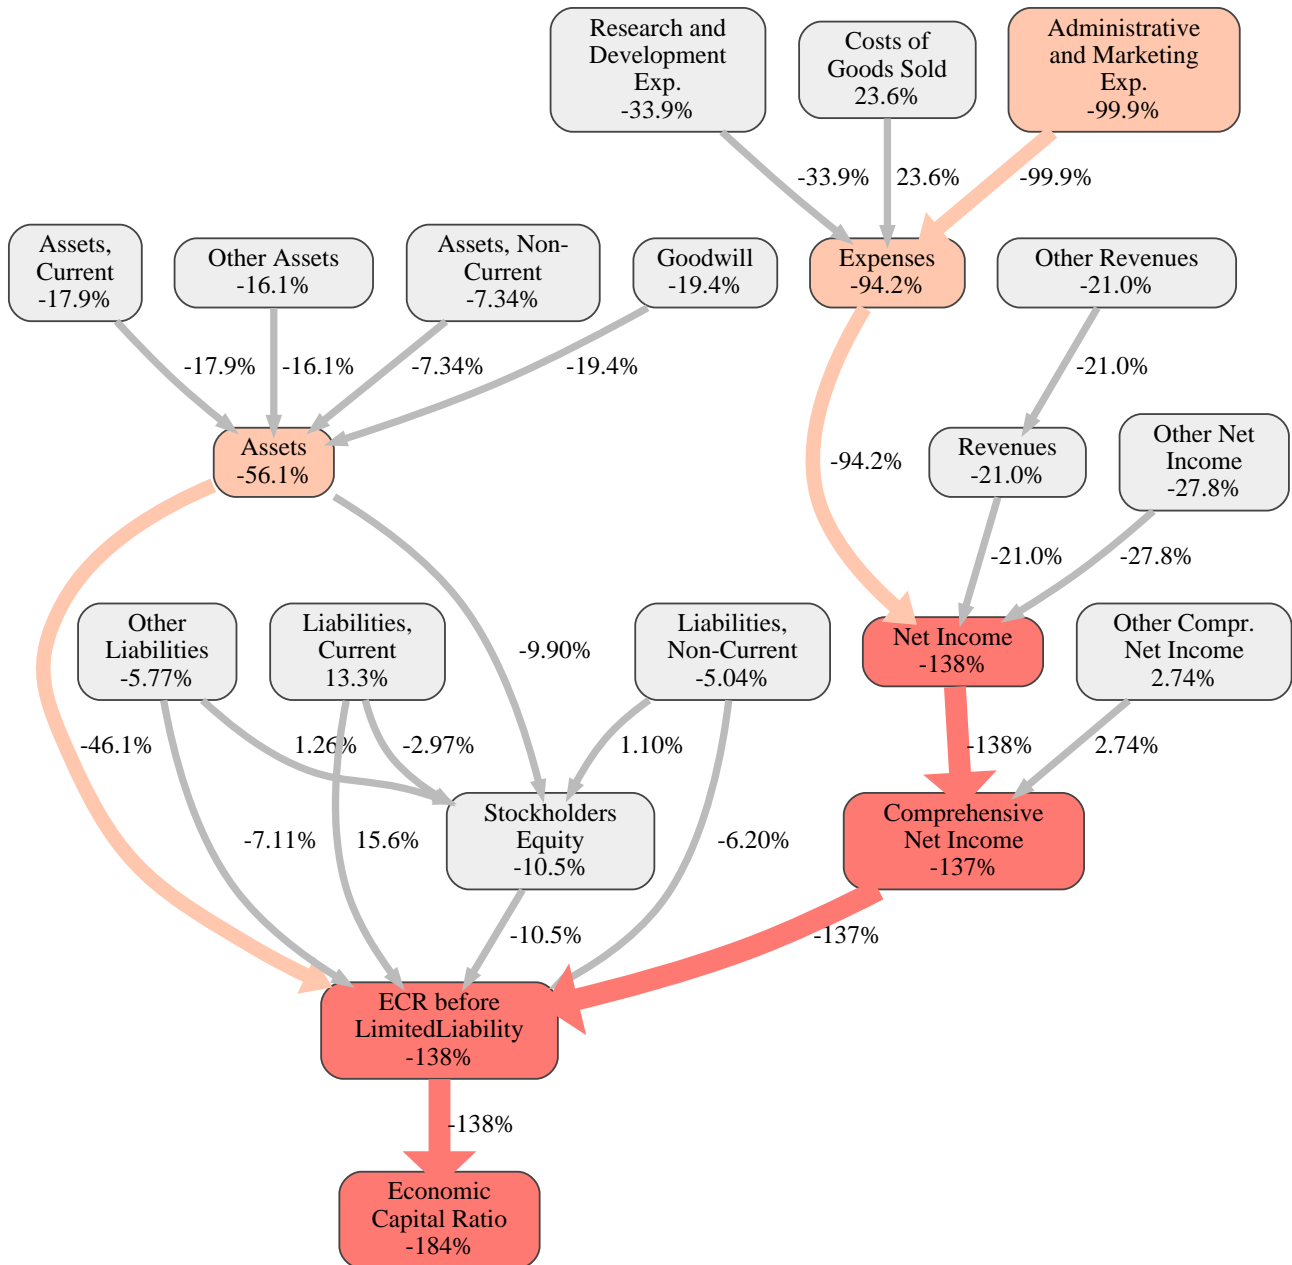 Research and
Development
Exp.
-33.9%
Costs of
Goods Sold
23.6%
Administrative
and Marketing
Exp.
-99.9%
-33.9%
23.6%
-99.9%
Assets,
Current
-17.9%
Other Assets
-16.1%
Assets, Non-
Current
-7.34%
Goodwill
-19.4%
Expenses
-94.2%
Other Revenues
-21.0%
-17.9%
-16.1%
-7.34%
-19.4%
-21.0%
Assets
-56.1%
-94.2%
Revenues
-21.0%
Other Net
Income
-27.8%
-21.0%
-27.8%
Other
Liabilities
-5.77%
Liabilities,
Current
13.3%
-9.90%
Liabilities,
Non-Current
-5.04%
Net Income
-138%
Other Compr.
Net Income
2.74%
-46.1%
1.26%
-2.97%
1.10%
-138%
2.74%
-7.11%
15.6%
Stockholders
Equity
-10.5%
-6.20%
Comprehensive
Net Income
-137%
-10.5%
-137%
ECR before
LimitedLiability
-138%
-138%
Economic
Capital Ratio
-184%